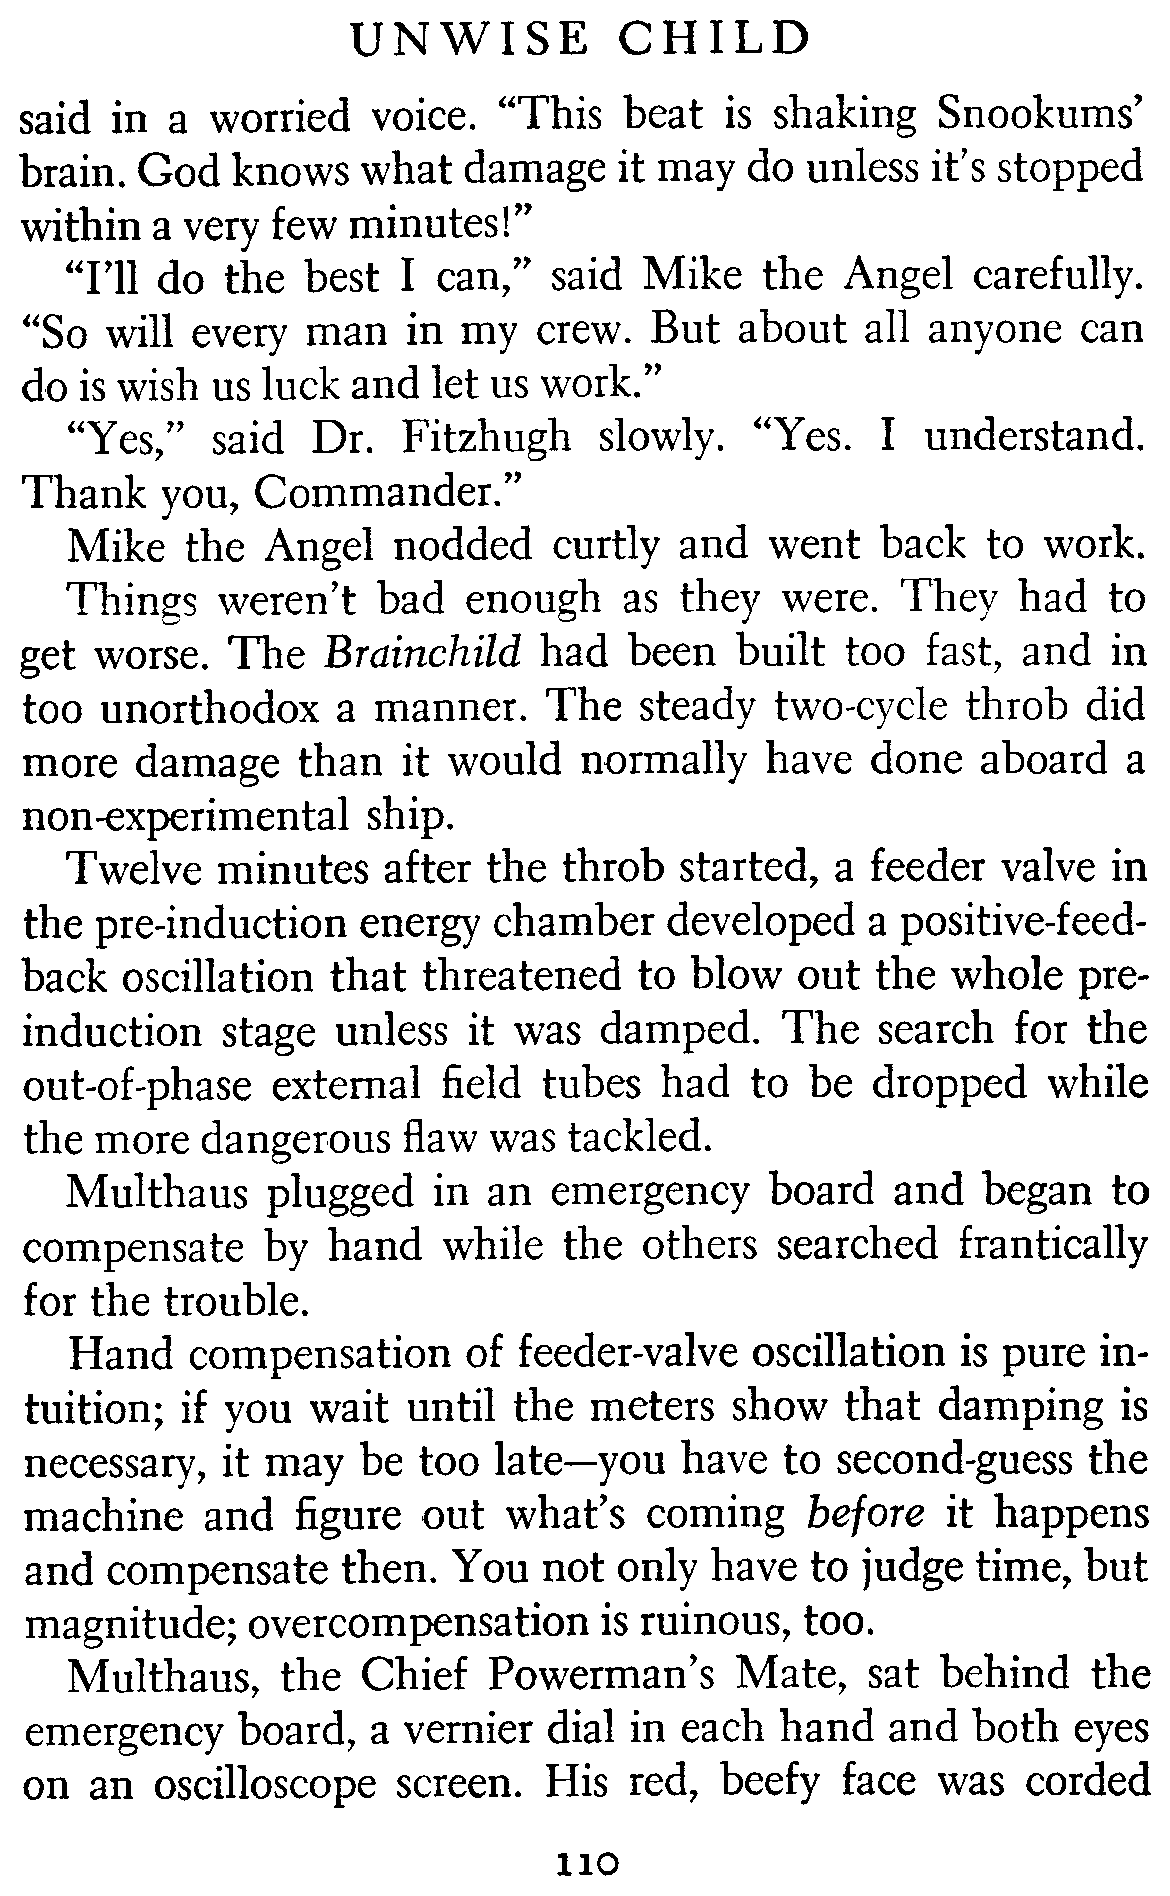 UNWISE CHILD
said in a worried voice. “This beat is shaking Snookums’
brain. God knows what damage it may do unless it’s stopped
within a very few minutes!”
“I’ll do the best I can,” said Mike the Angel carefully.
“So will every man in my crew. But about all anyone can
do is wish us luck and let us work.”
“Yes,” said Dr. Fitzhugh slowly. “Yes. I understand.
Thank you, Commander.”
Mike the Angel nodded curtly and went back to work.
Things weren’t bad enough as they were. They had to
get worse. The Brainchild had been built too fast, and in
too unorthodox a manner. The steady two-cycle throb did
more damage than it would normally have done aboard a
non-experimental ship.
Twelve minutes after the throb started, a feeder valve in
the pre-induction energy chamber developed a positive-feed-
back oscillation that threatened to blow out the whole pre-
induction stage unless it was damped. The search for the
out-of-phase external field tubes had to be dropped while
the more dangerous flaw was tackled.
Multhaus plugged in an emergency board and began to
compensate by hand while the others searched frantically
for the trouble.
Hand compensation of feeder-valve oscillation is pure in-
tuition; if you wait until the meters show that damping is
necessary, it may be too late—you have to second-guess the
machine and figure out what’s coming before it happens
and compensate then. You not only have to judge time, but
magnitude; overcompensation is ruinous, too.
Multhaus, the Chief Powerman’s Mate, sat behind the
emergency board, a vernier dial in each hand and both eyes
on an oscilloscope screen. His red, beefy face was corded
110